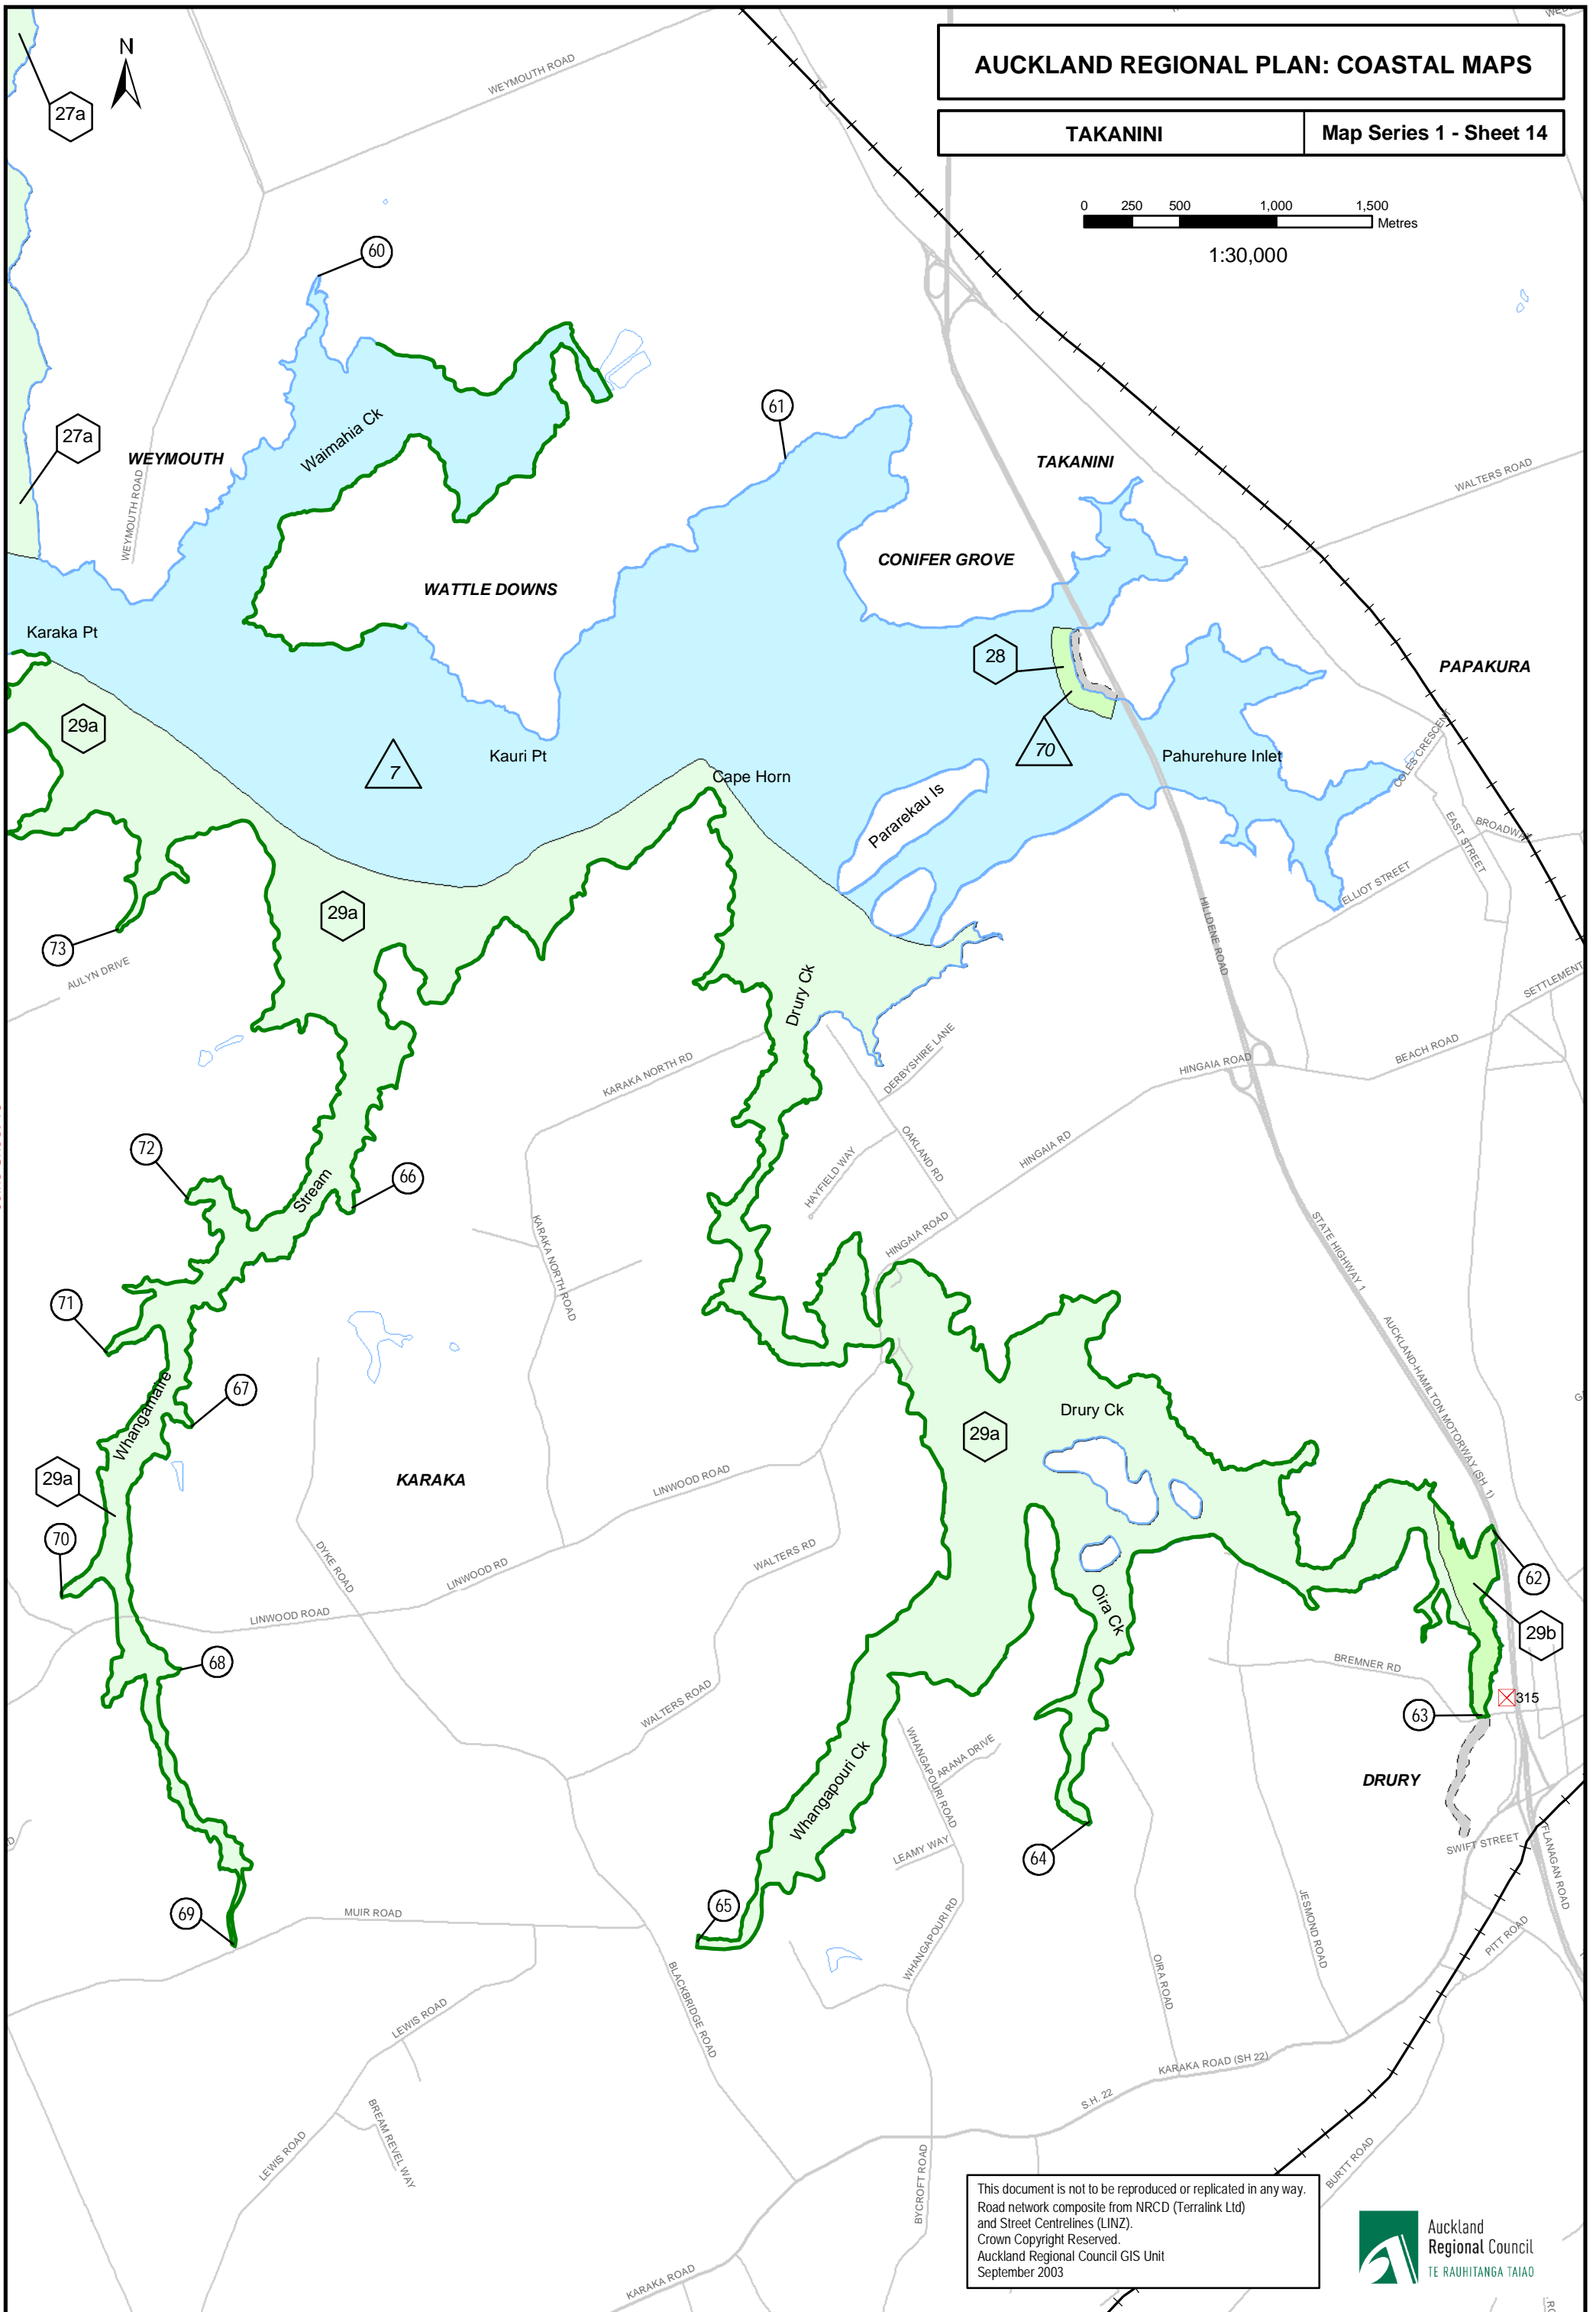 AUCKLAND REGIONAL PLAN: COASTAL MAPS
TAKANINI
Map Series 1 - Sheet 14
0 250 500 1,000 1,500
Metres
1:30,000
N
27a
WEYMOUTH ROAD
60
61
27a
WEYMOUTH
WEYMOUTH ROAD
Waimahia Ck
TAKANINI
WALTERS ROAD
CONIFER GROVE
WATTLE DOWNS
Karaka Pt
28
PAPAKURA
29a
7
Kauri Pt
70
Pahurehure Inlet
Cape Horn
COLES CRESCENT
Pararekau Is
EAST STREET
BROADWAY
ELLIOT STREET
29a
73
HILLDENE ROAD
AULYN DRIVE
Drury Ck
SETTLEMENT
DERBYSHIRE LANE
KARAKA NORTH RD
HINGAIA ROAD
BEACH ROAD
OAKLAND RD
HINGAIA RD
72
66
HAYFIELD WAY
Stream
KARAKA NORTH ROAD
HINGAIA ROAD
STATE HIGHWAY 1
71
AUCKLAND-HAMILTON MOTORWAY (SH. 1)
67
Whangamaire
Drury Ck
29a
29a
KARAKA
LINWOOD ROAD
70
DYKE ROAD
LINWOOD RD
WALTERS RD
62
Oira Ck
LINWOOD ROAD
29b
68
BREMNER RD
WALTERS ROAD
315
63
WHANGAPOURI ROAD
ARANA DRIVE
Whangapouri Ck
DRURY
LEAMY WAY
64
SWIFT STREET
FLANAGAN ROAD
69
MUIR ROAD
65
WHANGAPOURI RD
JESMOND ROAD
PITT ROAD
BLACKBRIDGE ROAD
OIRA ROAD
LEWIS ROAD
KARAKA ROAD (SH 22)
S.H. 22
BREAM REVEL WAY
LEWIS ROAD
BYCROFT ROAD
BURTT ROAD
KARAKA ROAD
This document is not to be reproduced or replicated in any way.
Road network composite from NRCD (Terralink Ltd)
and Street Centrelines (LINZ).
Crown Copyright Reserved.
Auckland Regional Council GIS Unit
September 2003
Auckland
Regional Council
TE RAUHITANGA TAIAO